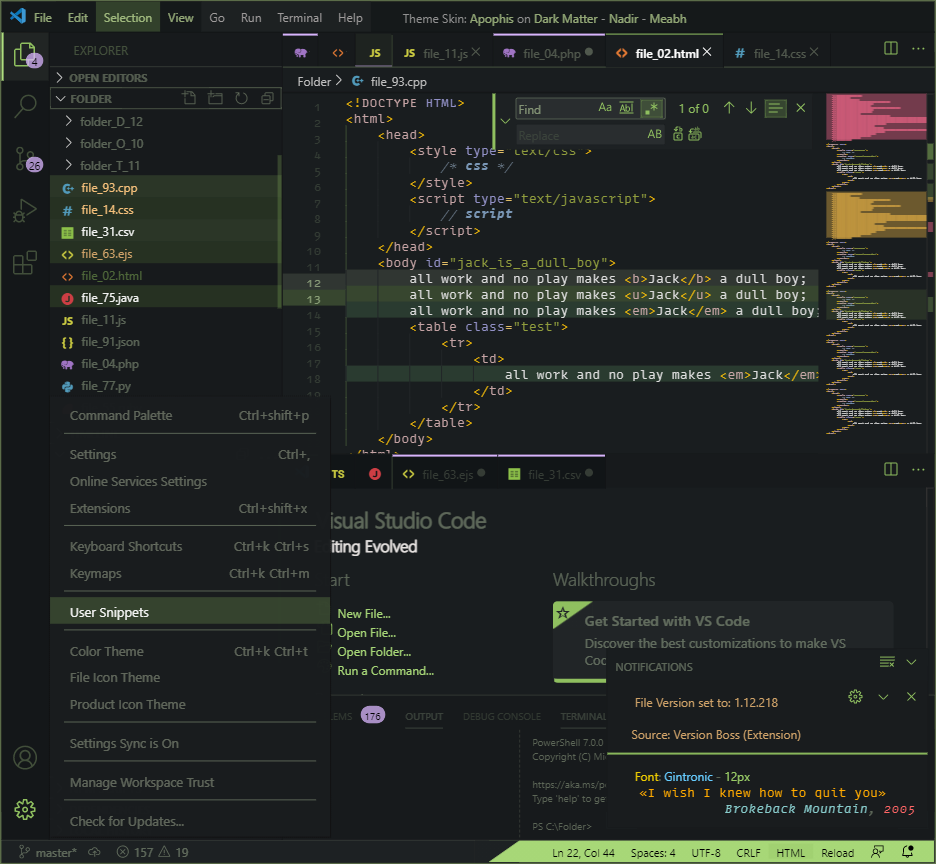 File Edit Selection View Go Run Terminal Help Theme Skin: Apophis on Dark Matter - Nadir - Meabh
4
26
EXPLORER
OPEN EDITORS
FOLDER
folder_D_12
folder_O_10
folder_T_11
file_93.cpp
file_14.css
file_31.csv
file_63.ejs
file_02.html
file_75.java
JS file_11.js
{} file_91.json
file_04.php
file_77.py
JS JS file_11.js file_04.php file_02.html # file_14.css
Folder > file_93.cpp
Find Aa Abl .* 1 of 0
Replace AB
1 <!DOCTYPE HTML>
2 <html>
3 <head>
4 <style type="text/css">
5 /* css */
6 </style>
7 <script type="text/javascript">
8 // script
9 </script>
10 </head>
11 <body id="jack_is_a_dull_boy">
12 all work and no play makes <b>Jack</b> a dull boy;
13 all work and no play makes <u>Jack</u> a dull boy;
14 all work and no play makes <em>Jack</em> a dull boy;
15 <table class="test">
16 <tr>
17 <td>
18 all work and no play makes <em>Jack</em>
19 </td>
</tr>
</table>
</body>
</html>
Command Palette Ctrl+shift+p
Settings Ctrl+,
Online Services Settings
Extensions Ctrl+shift+x
Keyboard Shortcuts Ctrl+k Ctrl+s
Keymaps Ctrl+k Ctrl+m
User Snippets
Color Theme Ctrl+k Ctrl+t
File Icon Theme
Product Icon Theme
Settings Sync is On
Manage Workspace Trust
Check for Updates...
TS J file_63.ejs file_31.csv
isual Studio Code
iting Evolved
art
New File...
Open File...
Open Folder...
Run a Command...
Walkthroughs
Get Started with VS Code
Discover the best customizations to make VS
Coc
LEMS 176 OUTPUT DEBUG CONSOLE TERMINAL
PowerShell 7.0.0
Copyright (C) Mi
https://aka.ms/p
Type 'help' to ge
PS C:\Folder>
NOTIFICATIONS
File Version set to: 1.12.218
Source: Version Boss (Extension)
Font: Gintronic - 12px
«I wish I knew how to quit you»
Brokeback Mountain, 2005
master* 157 19 Ln 22, Col 44 Spaces: 4 UTF-8 CRLF HTML Reload